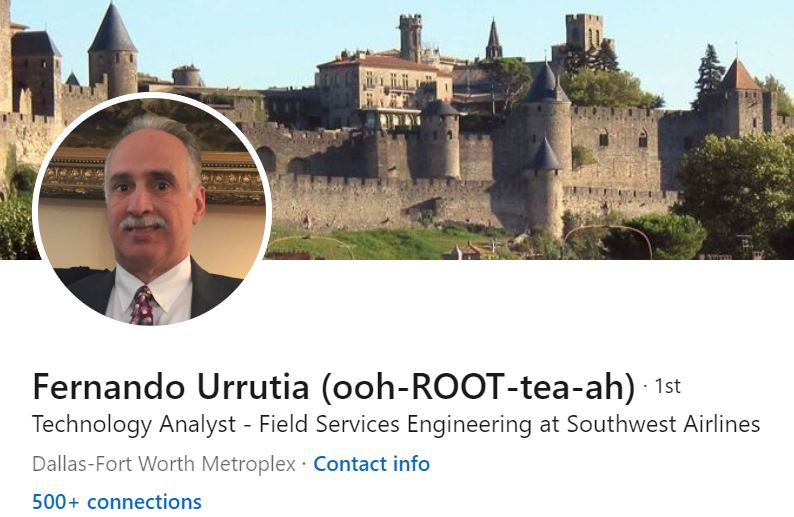 Fernando Urrutia (ooh-ROOT-tea-ah) · 1st
Technology Analyst - Field Services Engineering at Southwest Airlines
Dallas-Fort Worth Metroplex · Contact info
500+ connections